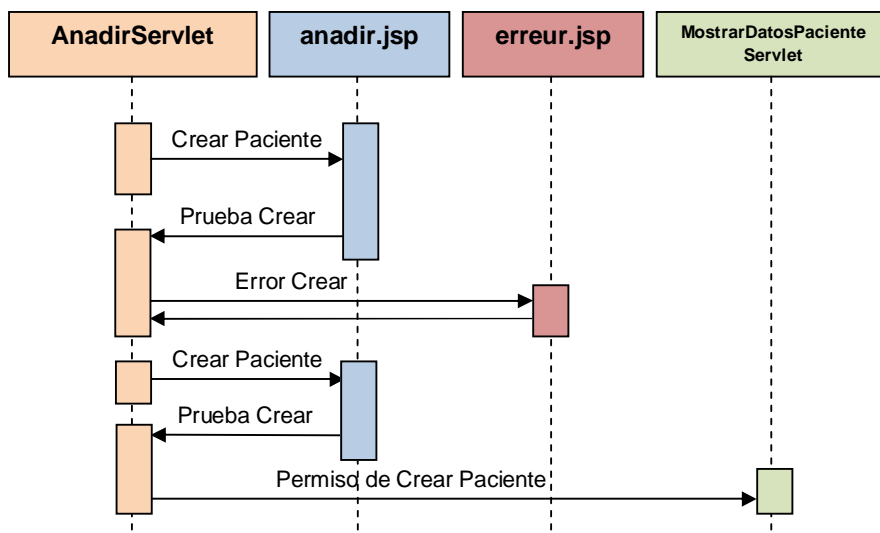 AnadirServlet
anadir.jsp
erreur.jsp
MostrarDatosPaciente
Servlet
Crear Paciente
Prueba Crear
Error Crear
Crear Paciente
Prueba Crear
Permiso de Crear Paciente